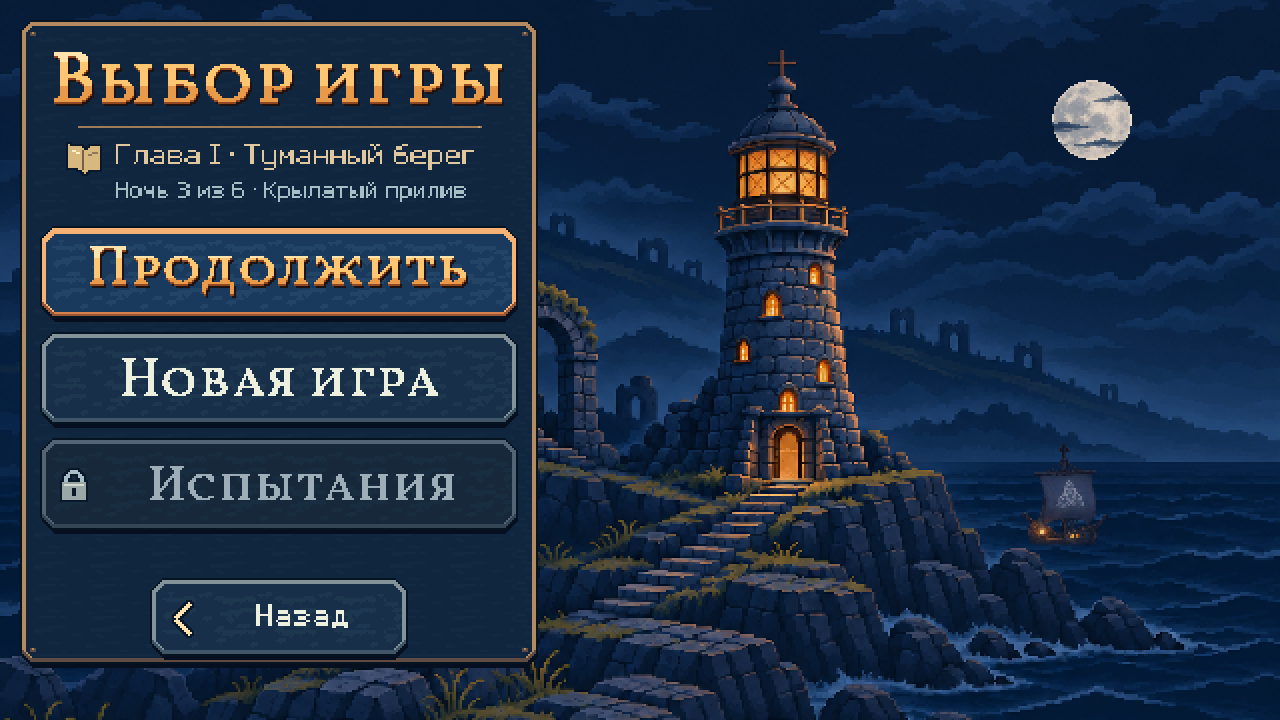 Выбор игры
Глава I · Туманный берег
Ночь 3 из 6 · Крылатый прилив
Продолжить
Новая игра
Испытания
Назад